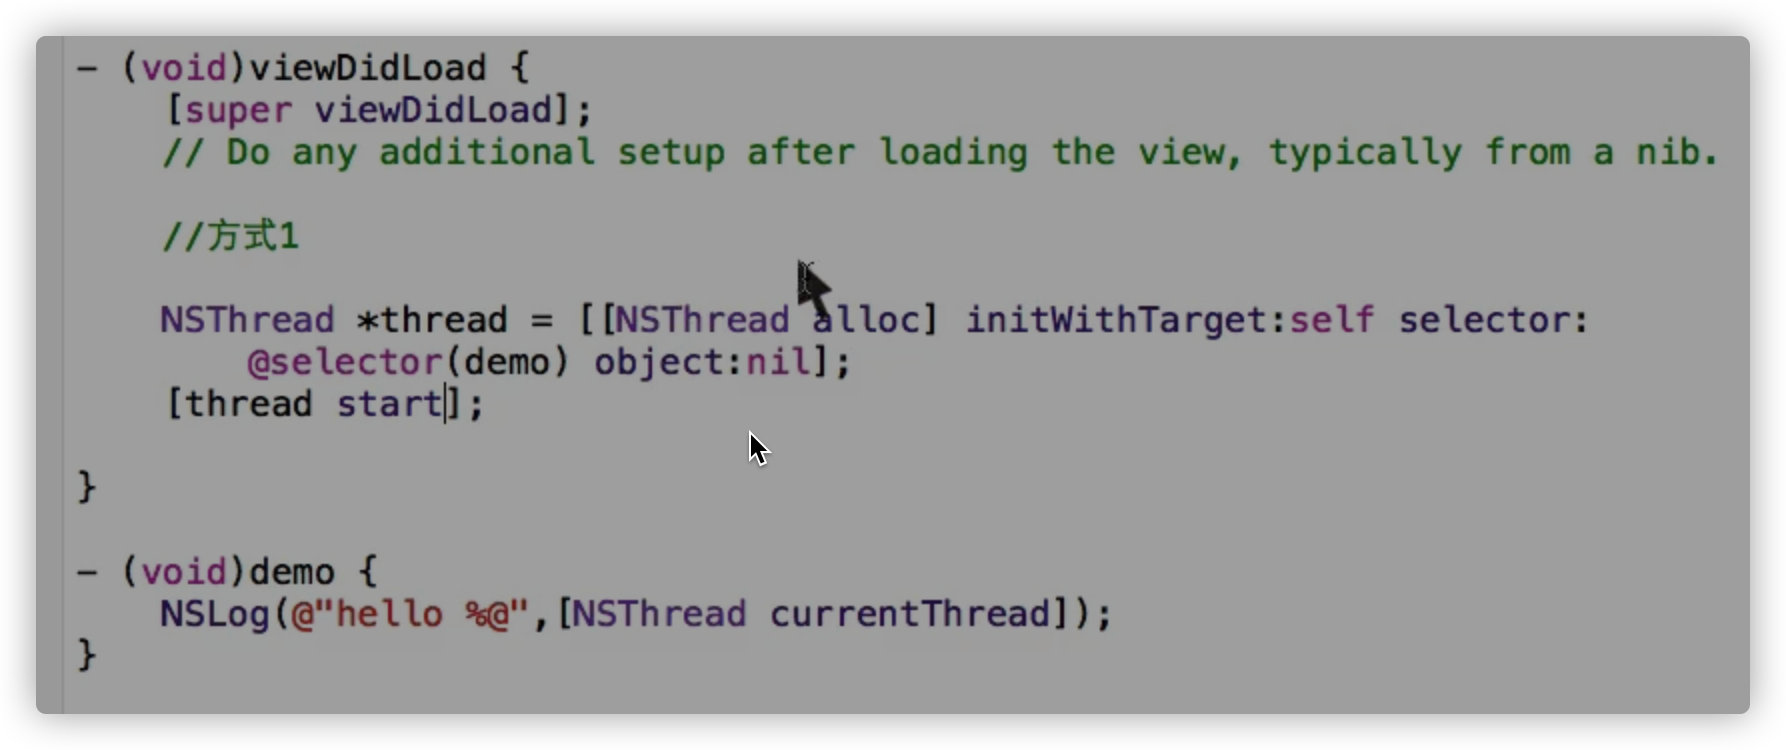 - (void)viewDidLoad {
[super viewDidLoad];
// Do any additional setup after loading the view, typically from a nib.
//方式1
NSThread *thread = [[NSThread alloc] initWithTarget:self selector:
@selector(demo) object:nil];
[thread start];
}
- (void)demo {
NSLog(@"hello %@",[NSThread currentThread]);
}